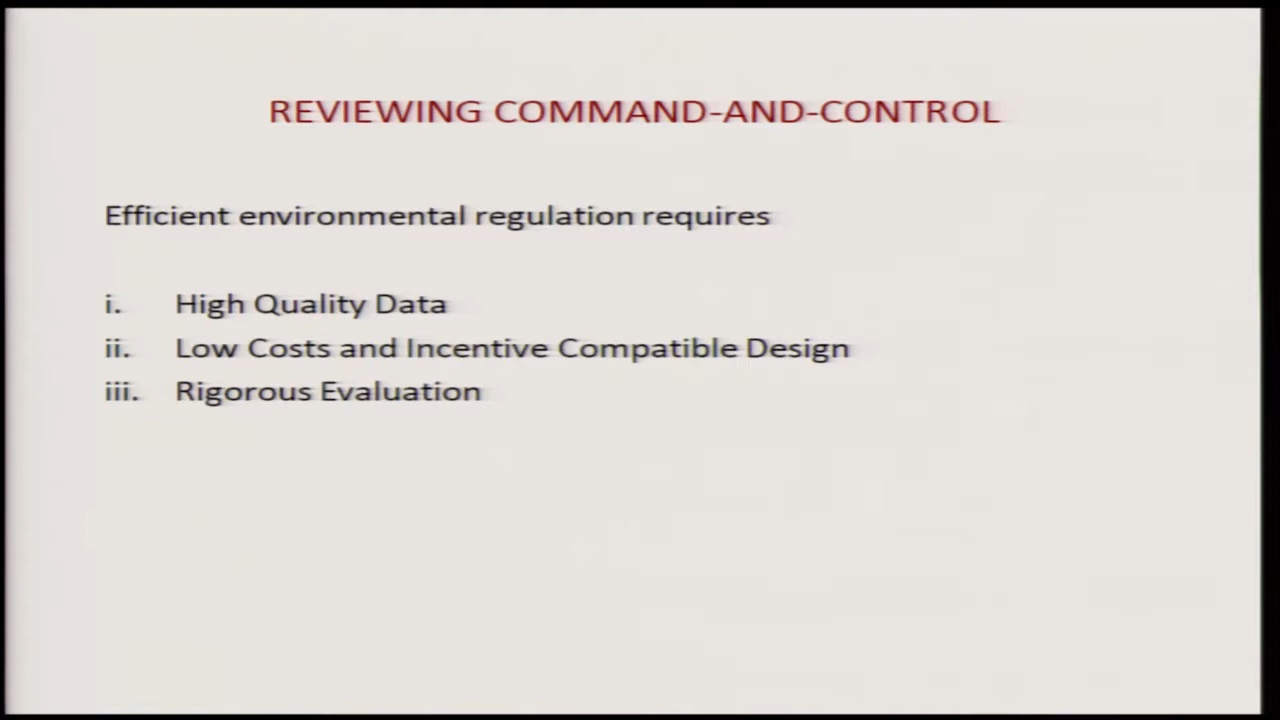 REVIEWING COMMAND-AND-CONTROL
Efficient environmental regulation requires
i. High Quality Data
ii. Low Costs and Incentive Compatible Design
iii. Rigorous Evaluation